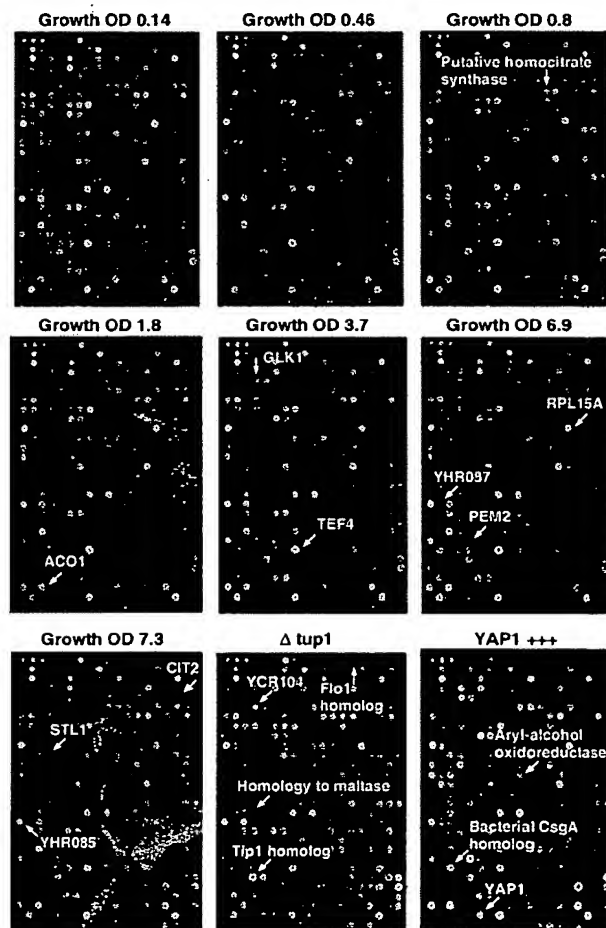 Growth OD 0.14
Growth OD 0.46
Growth OD 0.8
Putative homocitrate
synthase
Growth OD 1.8
Growth OD 3.7
Growth OD 6.9
GLK1
RPL15A
YHR087
PEM2
TEF4
ACO1
Growth OD 7.3
Δ tup1
YAP1 +++
CIT2
YCR104
Flo1
homolog
STL1
Aryl-alcohol
oxidoreductase
Homology to maltase
YHR085
Bacterial CsgA
homolog
Tip1 homolog
YAP1